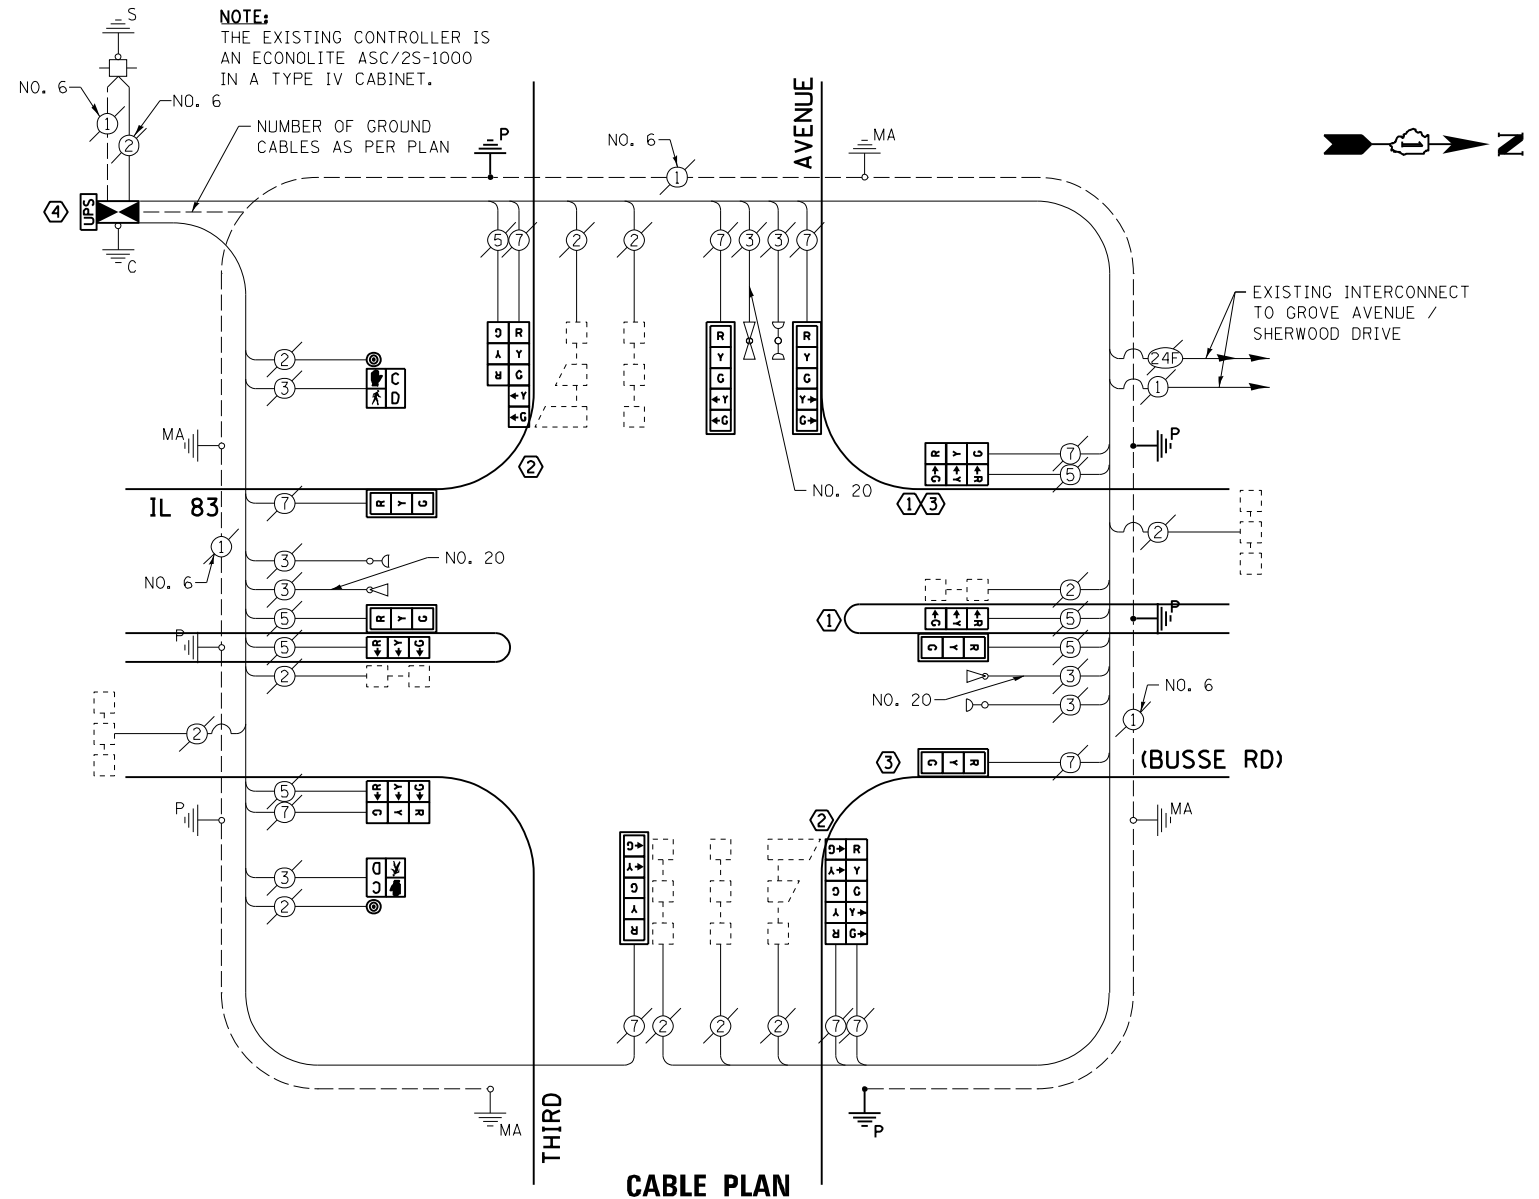 S
NOTE:
THE EXISTING CONTROLLER IS
AN ECONOLITE ASC/2S-1000
IN A TYPE IV CABINET.
NO. 6
NO. 6
1
2
NUMBER OF GROUND
CABLES AS PER PLAN
P
NO. 6
1
AVENUE
MA
1
N
4
UPS
C
5
7
2
2
7
3
3
7
EXISTING INTERCONNECT
TO GROVE AVENUE /
SHERWOOD DRIVE
24F
1
G R
Y Y
R G
Y
G
R
Y
G
Y
G
R
Y
G
Y
G
2
3
C
D
MA
2
NO. 20
1 3
R Y G
G Y R
7
5
P
IL 83
7
R Y G
1
NO. 6
3
NO. 20
3
5
R Y G
P
5
R Y G
2
2
2
2
1
G Y R
5
P
G Y R
5
3
NO. 20
3
NO. 6
1
3
G Y R
7
(BUSSE RD)
P
5
7
R Y G
G Y R
2
MA
G
Y
G
Y
R
G R
Y Y
G G
Y Y
R G
3
D
C
2
7
2
2
2
7
7
MA
THIRD
P
CABLE PLAN